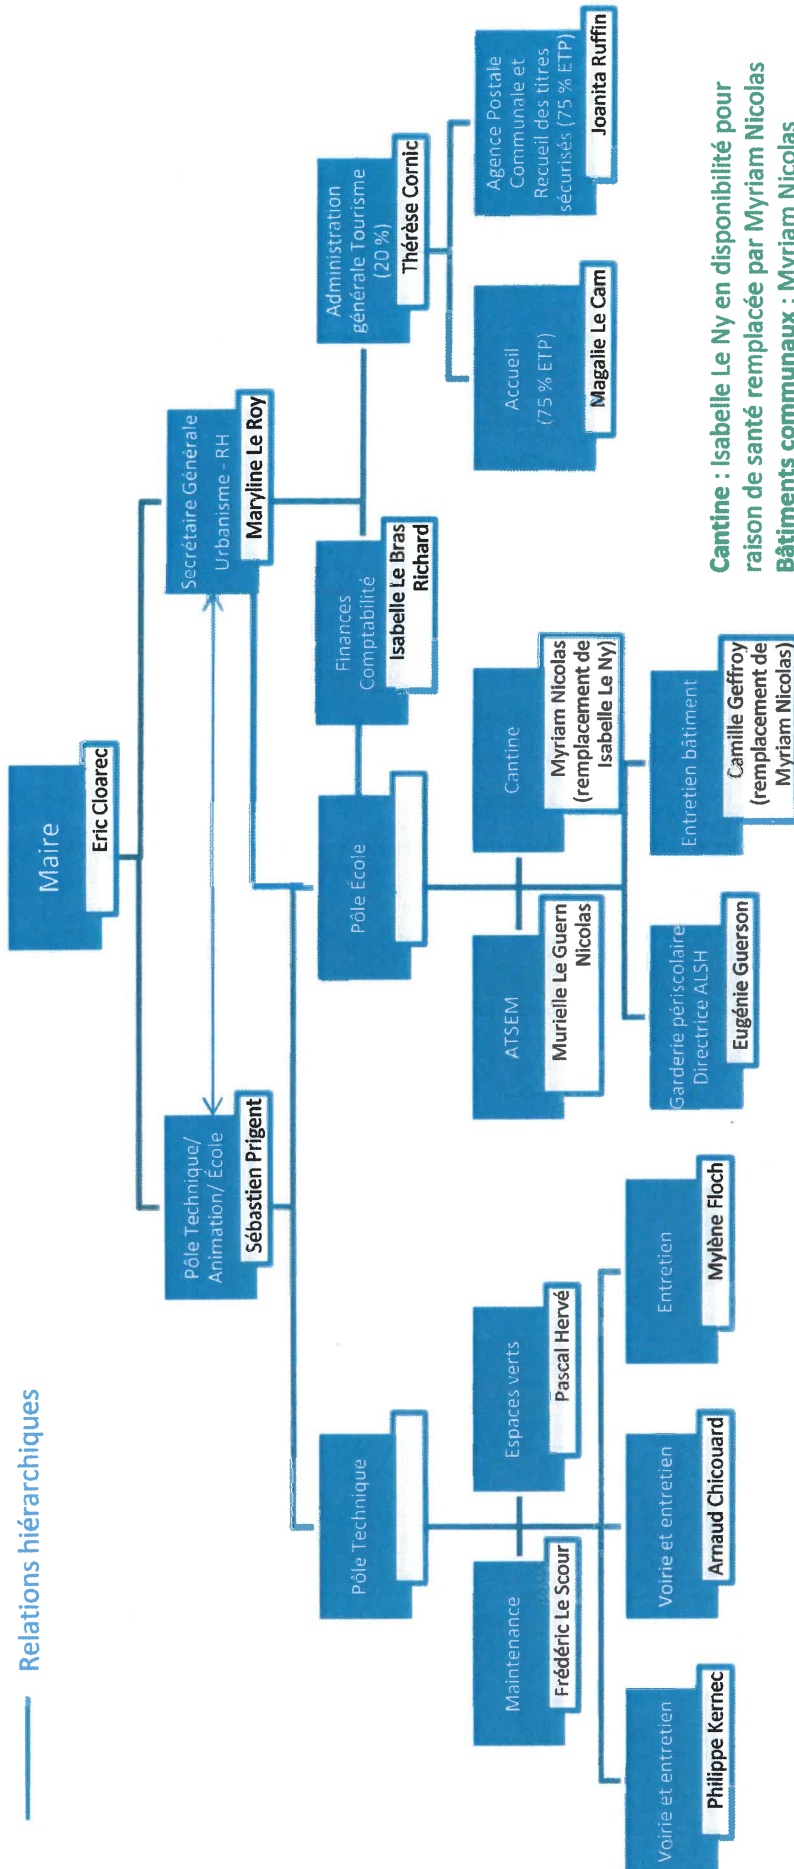 Relations hiérarchiques
Maire
Eric Cloarec
Pôle Technique/
Animation/ École
Sébastien Prigent
Secrétaire Générale
Urbanisme - RH
Maryline Le Roy
Pôle Technique
Pôle École
Finances
Comptabilité
Isabelle Le Bras
Richard
Administration
générale Tourisme
(20 %)
Thérèse Cornic
Maintenance
Frédéric Le Scour
Espaces verts
Pascal Hervé
ATSEM
Murielle Le Guern
Nicolas
Cantine
Myriam Nicolas
(remplacement de
Isabelle Le Ny)
Accueil
(75 % ETP)
Magalie Le Cam
Agence Postale
Communale et
Recueil des titres
sécurisés (75 % ETP)
Joanita Ruffin
Voirie et entretien
Philippe Kernec
Voirie et entretien
Arnaud Chicouard
Entretien
Mylène Floch
Garderie périscolaire
Directrice ALSH
Eugénie Guerson
Entretien bâtiment
Camille Geffroy
(remplacement de
Myriam Nicolas)
Cantine : Isabelle Le Ny en disponibilité pour
raison de santé remplacée par Myriam Nicolas
Bâtiments communaux : Myriam Nicolas